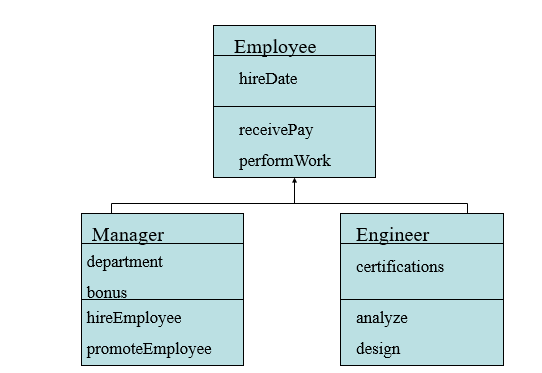 Employee
hireDate
receivePay
performWork
Manager
department
bonus
hireEmployee
promoteEmployee
Engineer
certifications
analyze
design